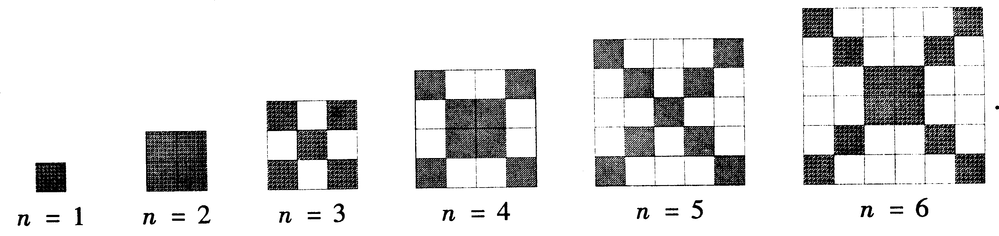 n = 1 n = 2 n = 3 n = 4 n = 5 n = 6